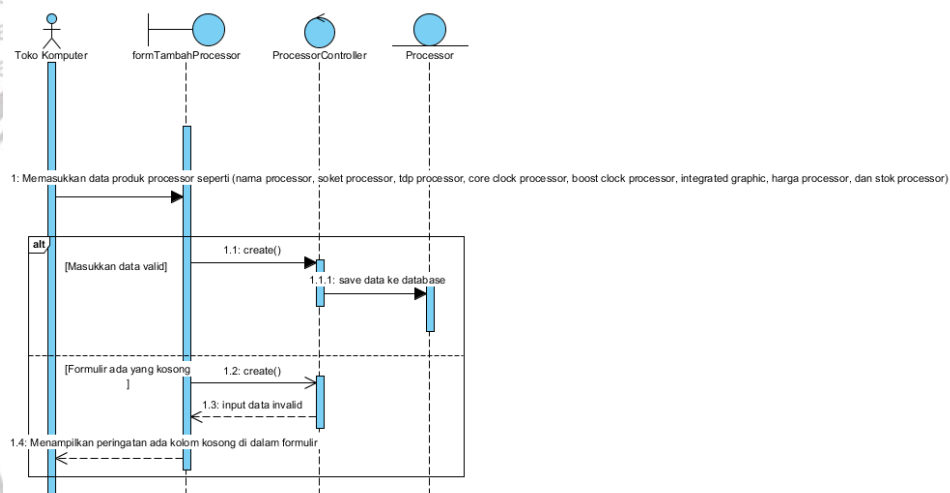 Toko Komputer
formTambahProcessor
ProcessorController
Processor
1: Memasukkan data produk processor seperti (nama processor, soket processor, tdp processor, core clock processor, boost clock processor, integrated graphic, harga processor, dan stok processor)
alt
1.1: create()
[Masukkan data valid]
1.1.1: save data ke database
[Formulir ada yang kosong
]
1.2: create()
1.3: input data invalid
1.4: Menampilkan peringatan ada kolom kosong di dalam formulir